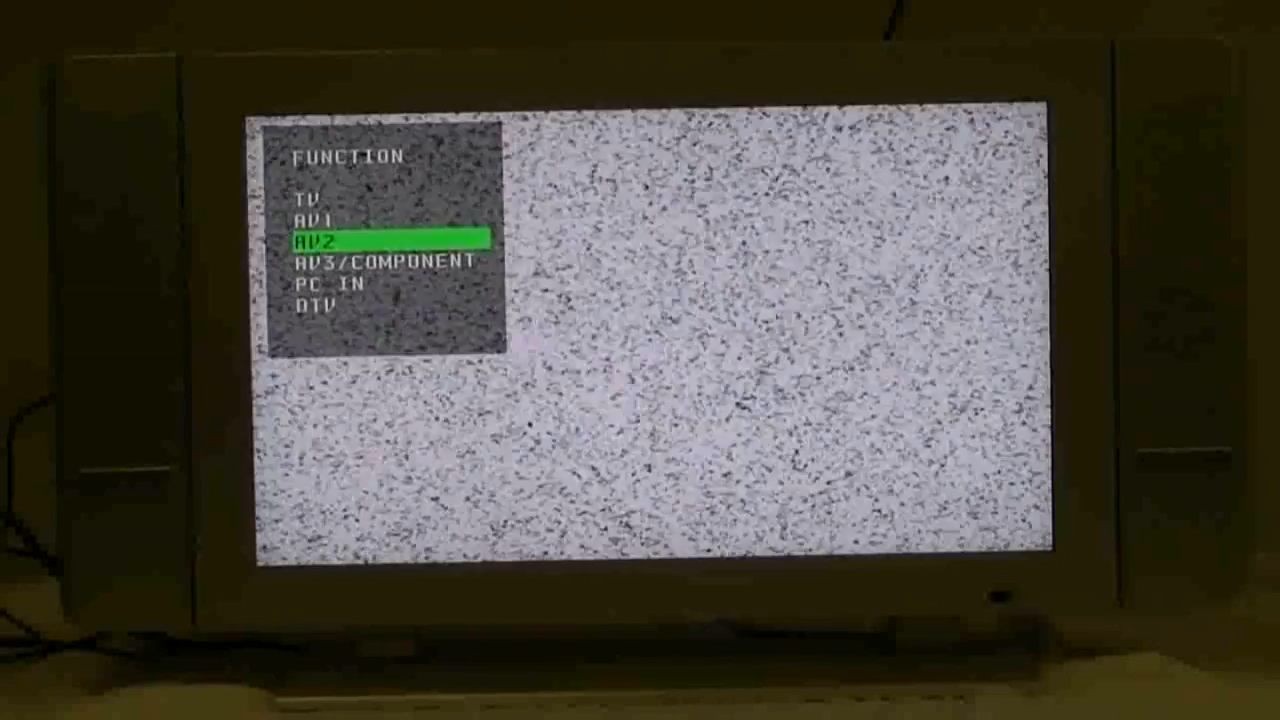 FUNCTION
TV
AV1
AV2
AV3/COMPONENT
PC IN
DTV